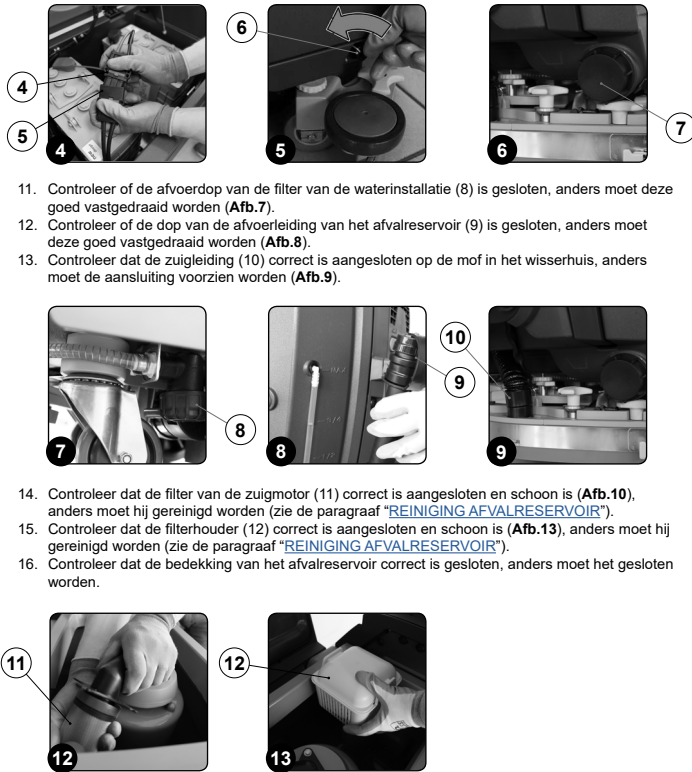 4
5
4
6
5
7
6
11. Controleer of de afvoerdop van de filter van de waterinstallatie (8) is gesloten, anders moet deze
goed vastgedraaid worden (Afb.7).
12. Controleer of de dop van de afvoerleiding van het afvalreservoir (9) is gesloten, anders moet
deze goed vastgedraaid worden (Afb.8).
13. Controleer dat de zuigleiding (10) correct is aangesloten op de mof in het wisserhuis, anders
moet de aansluiting voorzien worden (Afb.9).
7
8
MAX
8
9
10
9
14. Controleer dat de filter van de zuigmotor (11) correct is aangesloten en schoon is (Afb.10),
anders moet hij gereinigd worden (zie de paragraaf “REINIGING AFVALRESERVOIR”).
15. Controleer dat de filterhouder (12) correct is aangesloten en schoon is (Afb.13), anders moet hij
gereinigd worden (zie de paragraaf “REINIGING AFVALRESERVOIR”).
16. Controleer dat de bedekking van het afvalreservoir correct is gesloten, anders moet het gesloten
worden.
11
12
12
13